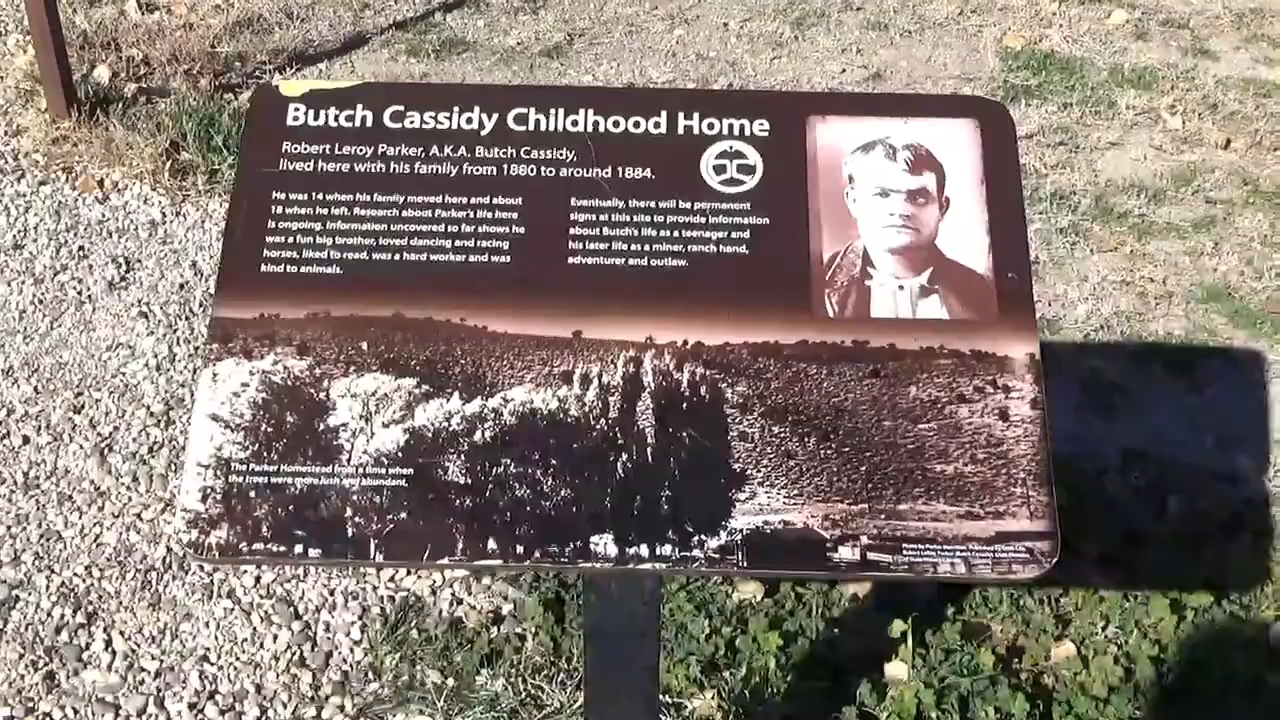 Butch Cassidy Childhood Home
Robert Leroy Parker, A.K.A. Butch Cassidy,
lived here with his family from 1880 to around 1884.
He was 14 when his family moved here and about
18 when he left. Research about Parker's life here
is ongoing. Information uncovered so far shows he
was a fun big brother, loved dancing and racing
horses, liked to read, was a hard worker and was
kind to animals.
Eventually, there will be permanent
signs at this site to provide information
about Butch's life as a teenager and
his later life as a miner, ranch hand,
adventurer and outlaw.
The Parker Homestead from a time when
the trees were more lush and abundant.